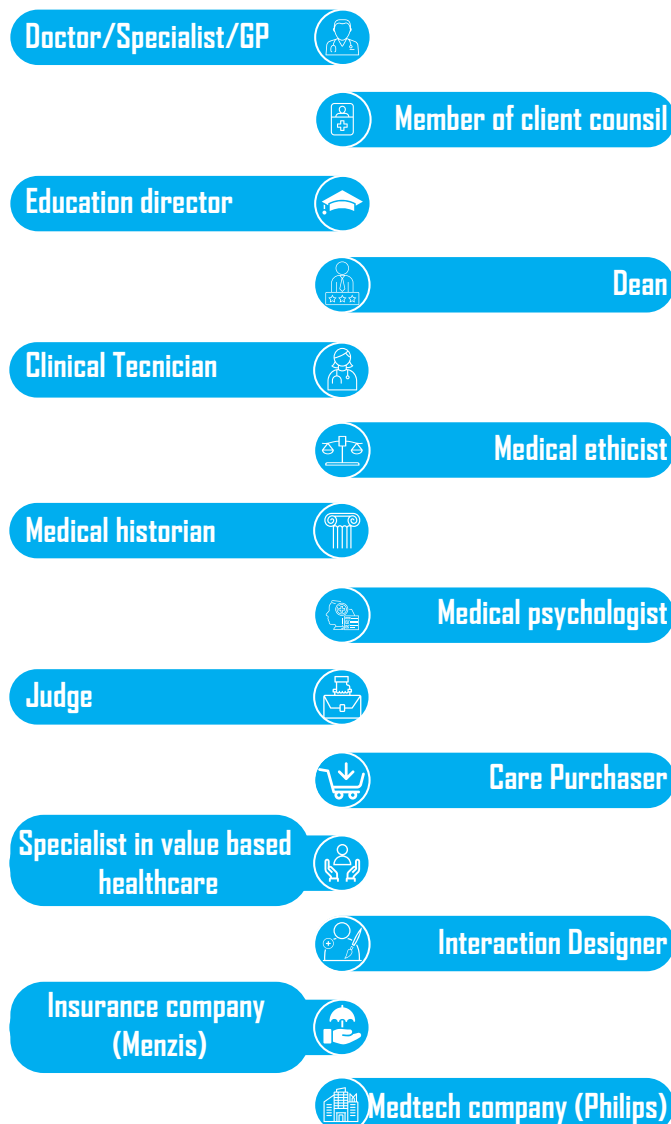 Doctor/Specialist/GP
Member of client counsil
Education director
Dean
Clinical Tecnician
Medical ethicist
Medical historian
Medical psychologist
Judge
Care Purchaser
Specialist in value based
healthcare
Interaction Designer
Insurance company
(Menzis)
Medtech company (Philips)